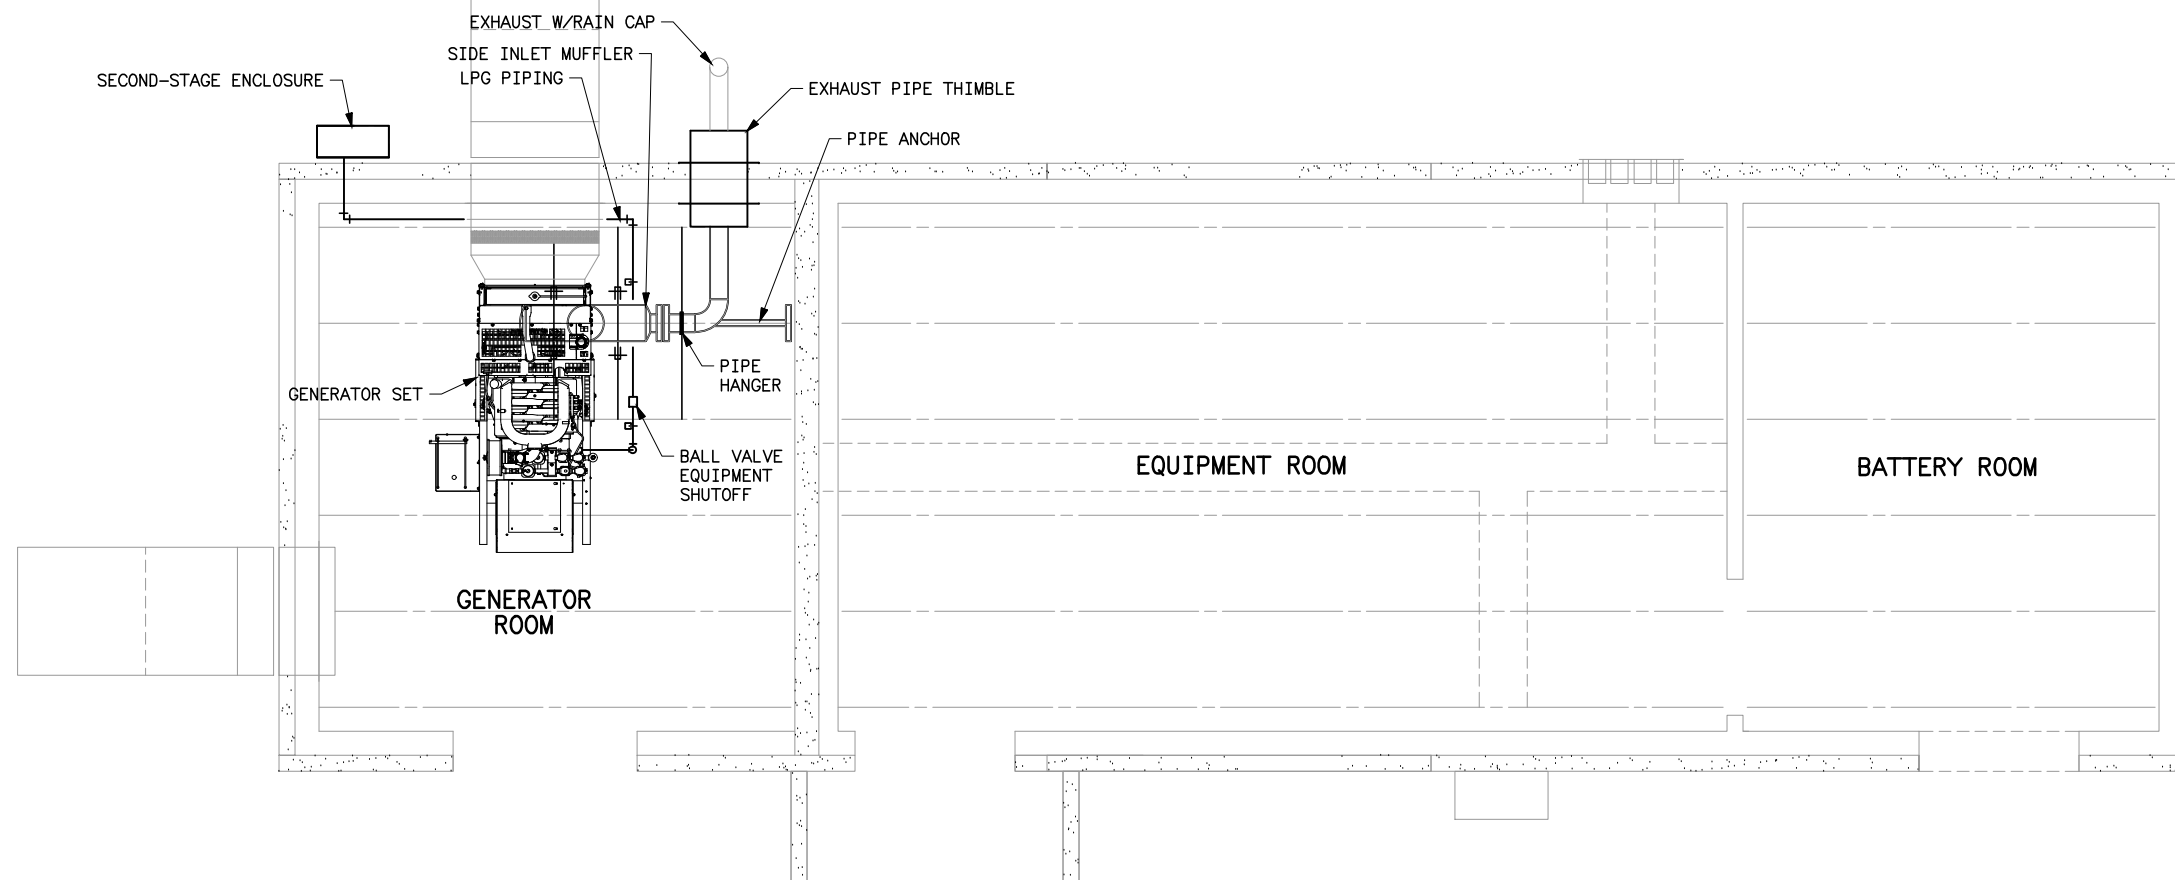 EXHAUST W/RAIN CAP
SIDE INLET MUFFLER
LPG PIPING
SECOND-STAGE ENCLOSURE
EXHAUST PIPE THIMBLE
PIPE ANCHOR
PIPE
HANGER
GENERATOR SET
BALL VALVE
EQUIPMENT
SHUTOFF
EQUIPMENT ROOM
BATTERY ROOM
GENERATOR
ROOM